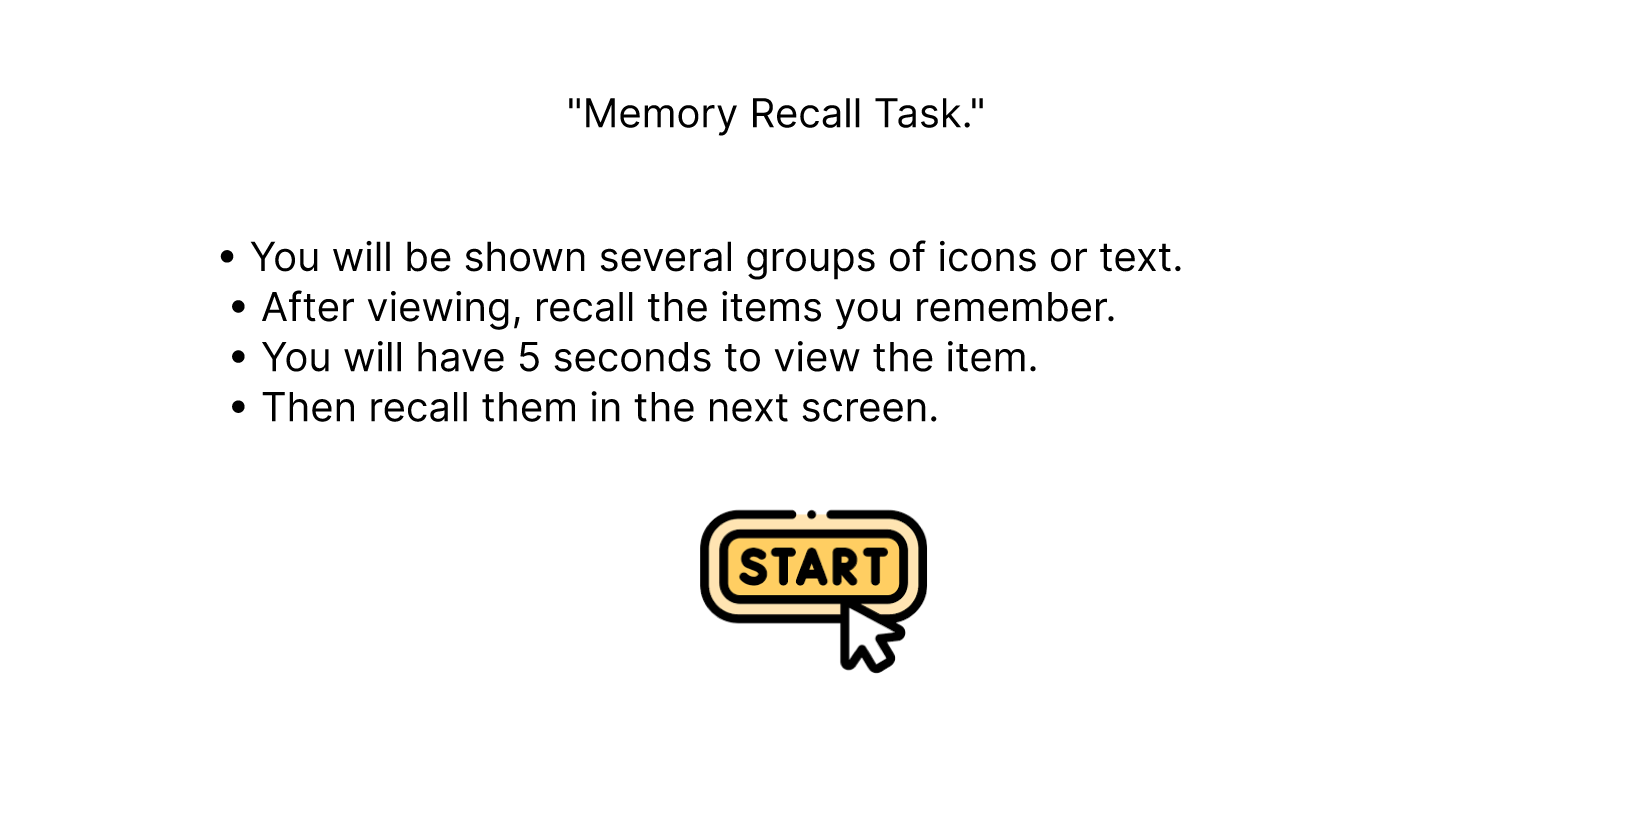 "Memory Recall Task."
• You will be shown several groups of icons or text.
• After viewing, recall the items you remember.
• You will have 5 seconds to view the item.
• Then recall them in the next screen.
START